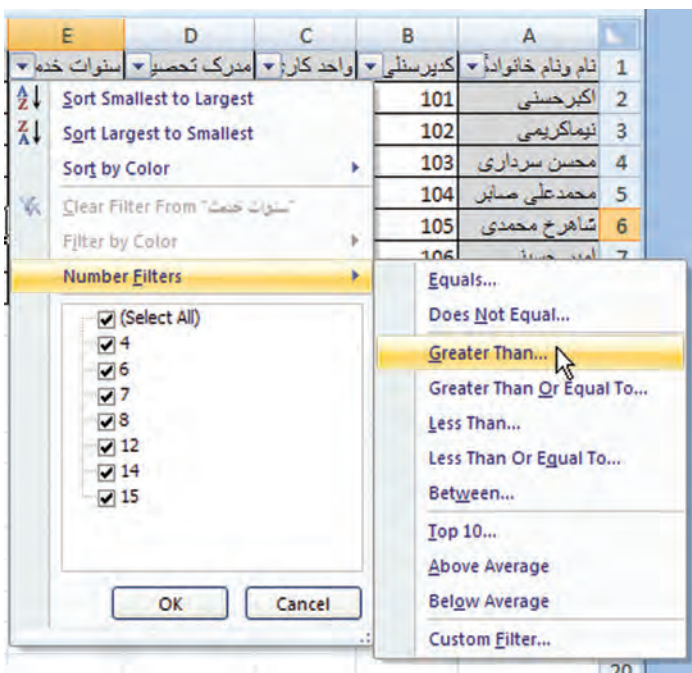 A B C D E
1 نام ونام خانوادگ کدپرسنلی واحد کاری مدرک تحصی سنوات خدم
2 اکبرحسنی 101
3 نیماکریمی 102
4 محسن سرداری 103
5 محمدعلی صابر 104
6 شاهرخ محمدی 105
7 106
Sort Smallest to Largest
Sort Largest to Smallest
Sort by Color
Clear Filter From "سنوات خدمت"
Filter by Color
Number Filters
(Select All)
4
6
7
8
12
14
15
OK Cancel
Equals...
Does Not Equal...
Greater Than...
Greater Than Or Equal To...
Less Than...
Less Than Or Equal To...
Between...
Top 10...
Above Average
Below Average
Custom Filter...
20